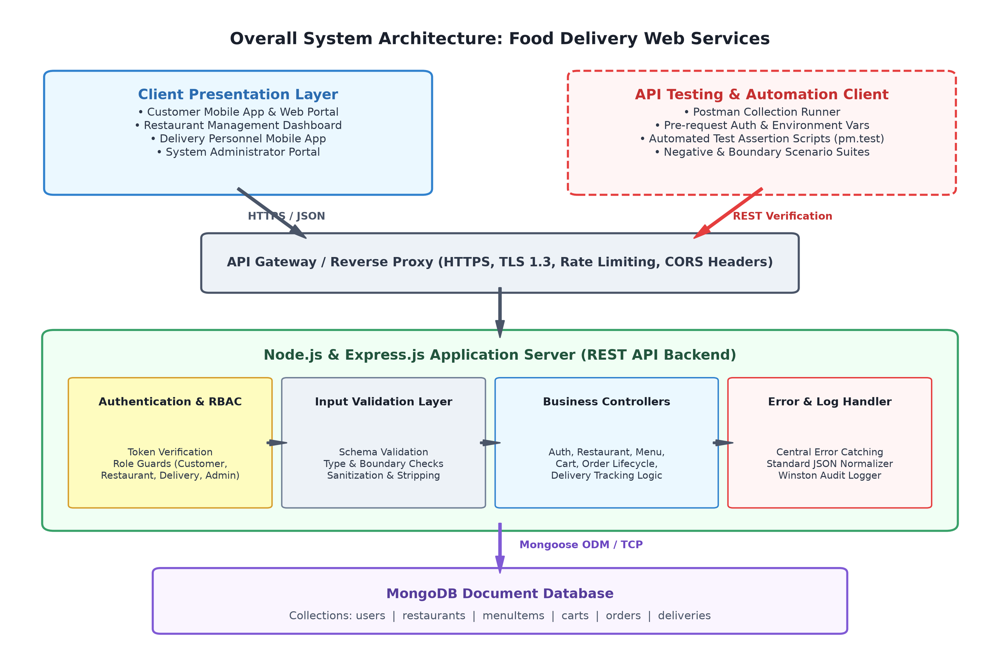 Overall System Architecture: Food Delivery Web Services
Client Presentation Layer
• Customer Mobile App & Web Portal
• Restaurant Management Dashboard
• Delivery Personnel Mobile App
• System Administrator Portal
API Testing & Automation Client
• Postman Collection Runner
• Pre-request Auth & Environment Vars
• Automated Test Assertion Scripts (pm.test)
• Negative & Boundary Scenario Suites
HTTPS / JSON
REST Verification
API Gateway / Reverse Proxy (HTTPS, TLS 1.3, Rate Limiting, CORS Headers)
Node.js & Express.js Application Server (REST API Backend)
Authentication & RBAC
Token Verification
Role Guards (Customer,
Restaurant, Delivery, Admin)
Input Validation Layer
Schema Validation
Type & Boundary Checks
Sanitization & Stripping
Business Controllers
Auth, Restaurant, Menu,
Cart, Order Lifecycle,
Delivery Tracking Logic
Error & Log Handler
Central Error Catching
Standard JSON Normalizer
Winston Audit Logger
Mongoose ODM / TCP
MongoDB Document Database
Collections: users | restaurants | menuItems | carts | orders | deliveries